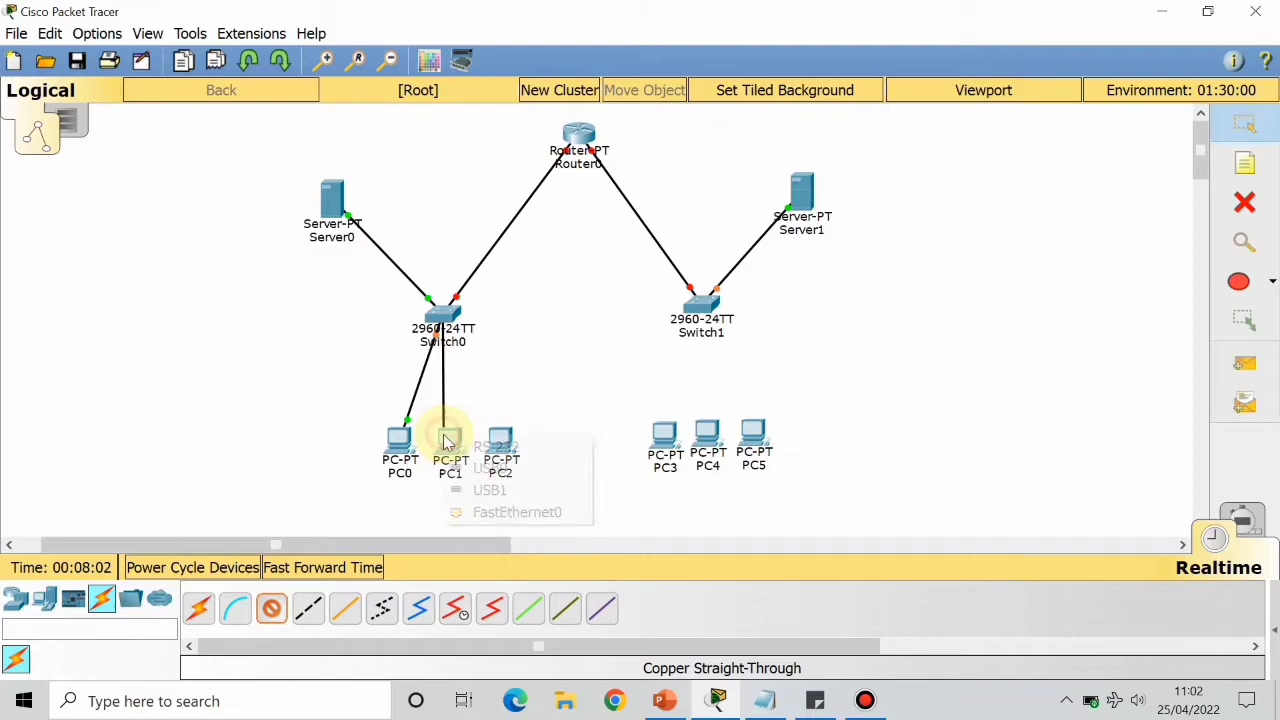 Cisco Packet Tracer
File Edit Options View Tools Extensions Help
Logical Back [Root] New Cluster Move Object Set Tiled Background Viewport Environment: 01:30:00
Router-PT
Router0
Server-PT
Server0
Server-PT
Server1
2960-24TT
Switch0
2960-24TT
Switch1
PC-PT
PC0
PC-PT
PC1
PC-PT
PC2
PC-PT
PC3
PC-PT
PC4
PC-PT
PC5
RS 232
USB0
USB1
FastEthernet0
Time: 00:08:02 Power Cycle Devices Fast Forward Time Realtime
Copper Straight-Through
Type here to search
11:02
25/04/2022